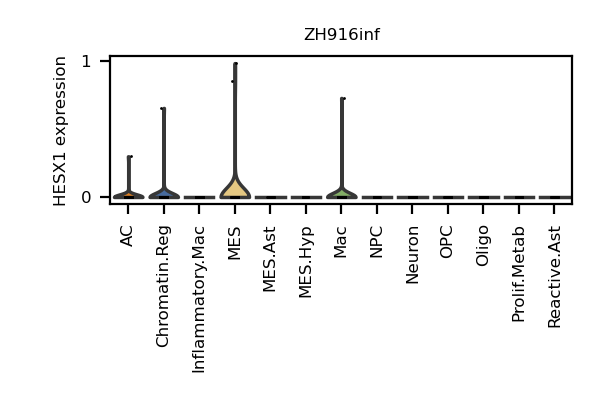 ZH916inf
HESX1 expression
1
0
AC
Chromatin.Reg
Inflammatory.Mac
MES
MES.Ast
MES.Hyp
Mac
NPC
Neuron
OPC
Oligo
Prolif.Metab
Reactive.Ast